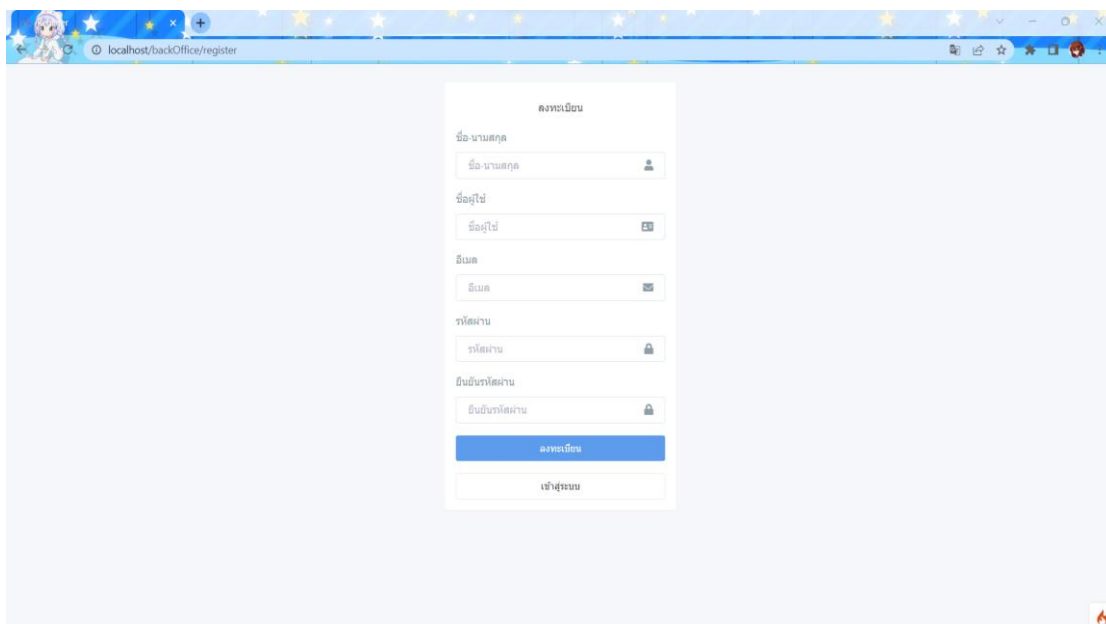 localhost/backOffice/register
ลงทะเบียน
ชื่อ-นามสกุล
ชื่อ-นามสกุล
ชื่อผู้ใช้
ชื่อผู้ใช้
อีเมล
อีเมล
รหัสผ่าน
รหัสผ่าน
ยืนยันรหัสผ่าน
ยืนยันรหัสผ่าน
ลงทะเบียน
เข้าสู่ระบบ